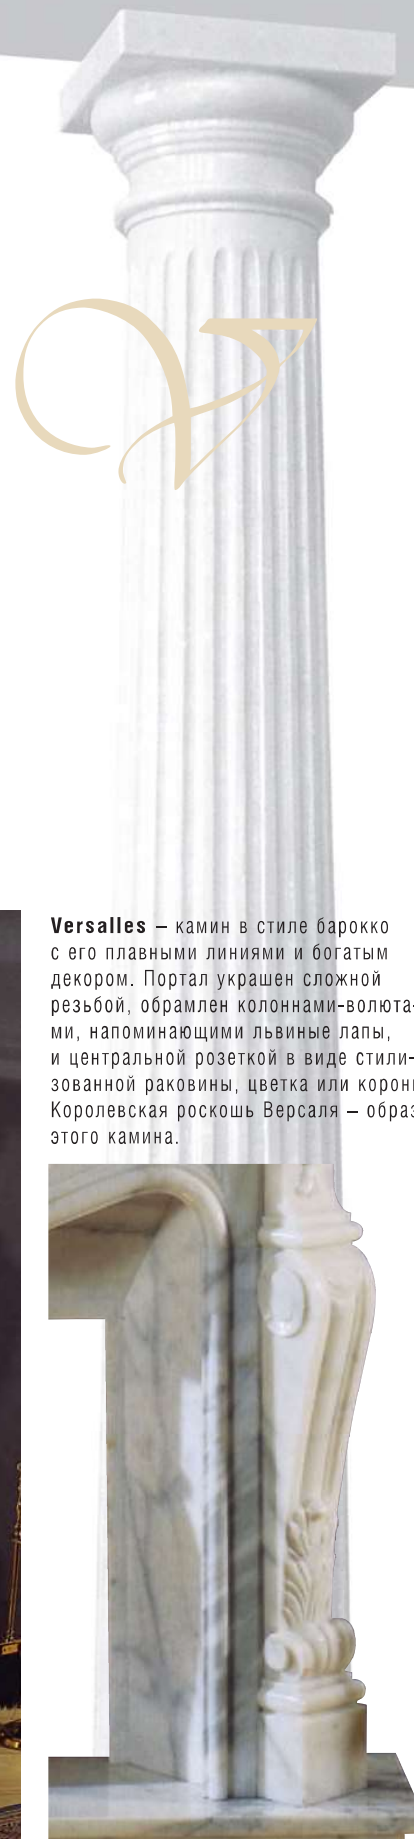 V
Versalles – камин в стиле барокко
с его плавными линиями и богатым
декором. Портал украшен сложной
резьбой, обрамлен колоннами-волюта-
ми, напоминающими львиные лапы,
и центральной розеткой в виде стили-
зованной раковины, цветка или корон
Королевская роскошь Версаля – образ
этого камина.